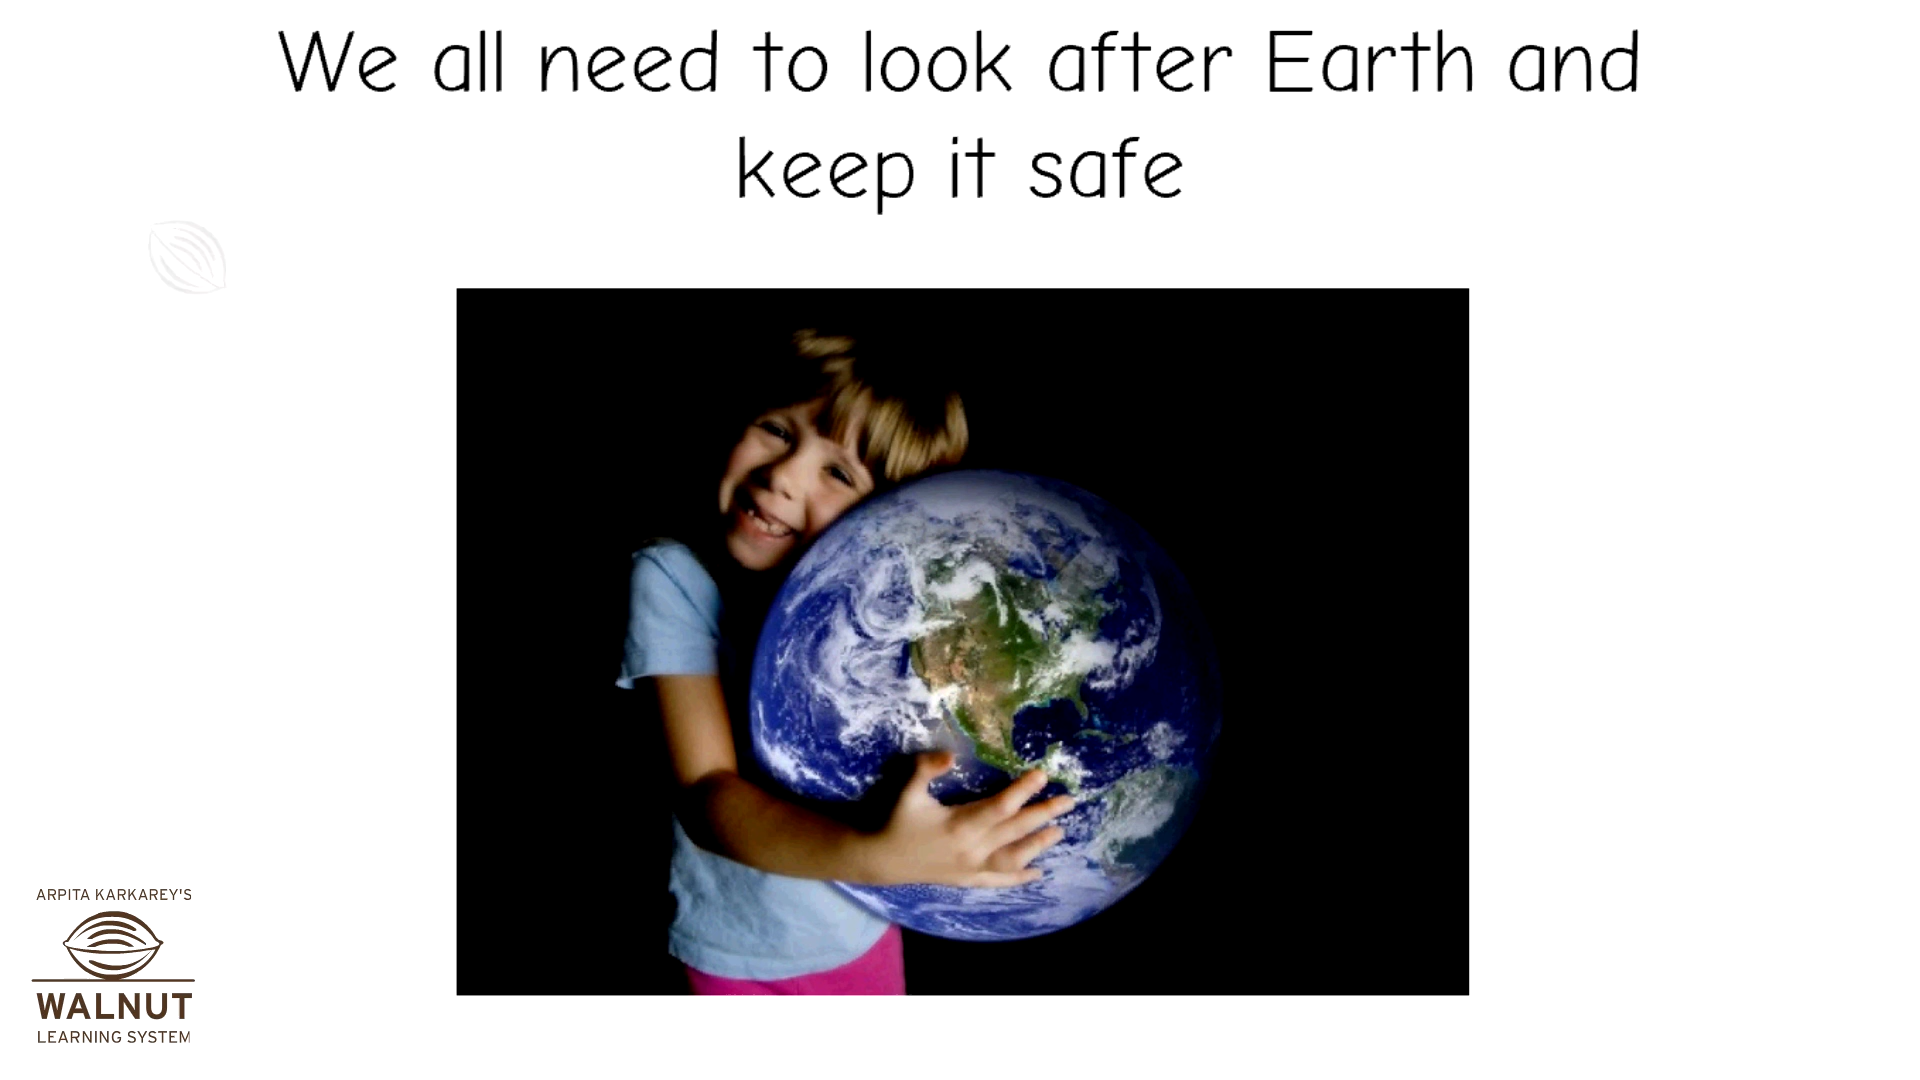 We all need to look after Earth and
keep it safe
ARPITA KARKAREY'S
WALNUT
LEARNING SYSTEM